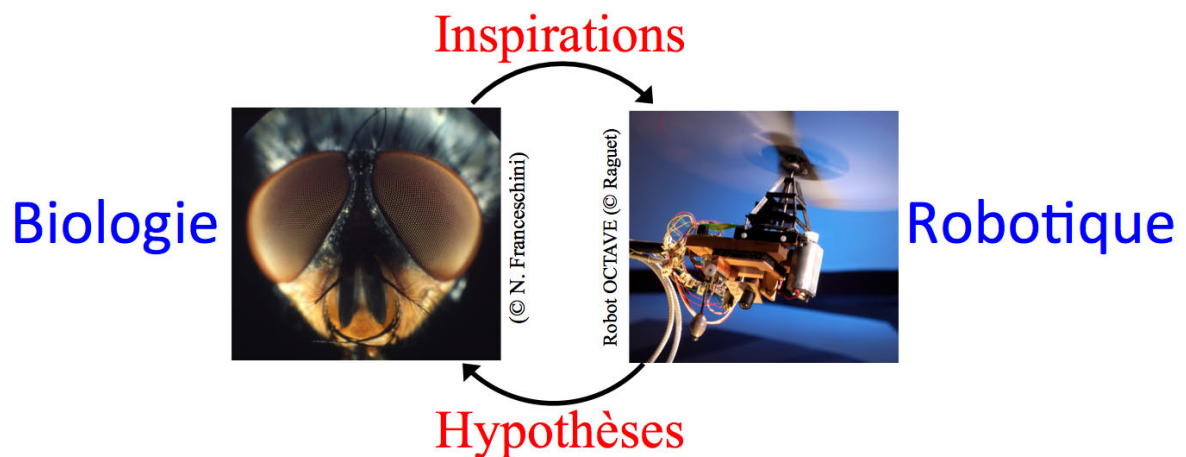 Inspirations
Biologie
(© N. Franceschini)
Robot OCTAVE (© Raguet)
Robotique
Hypothèses